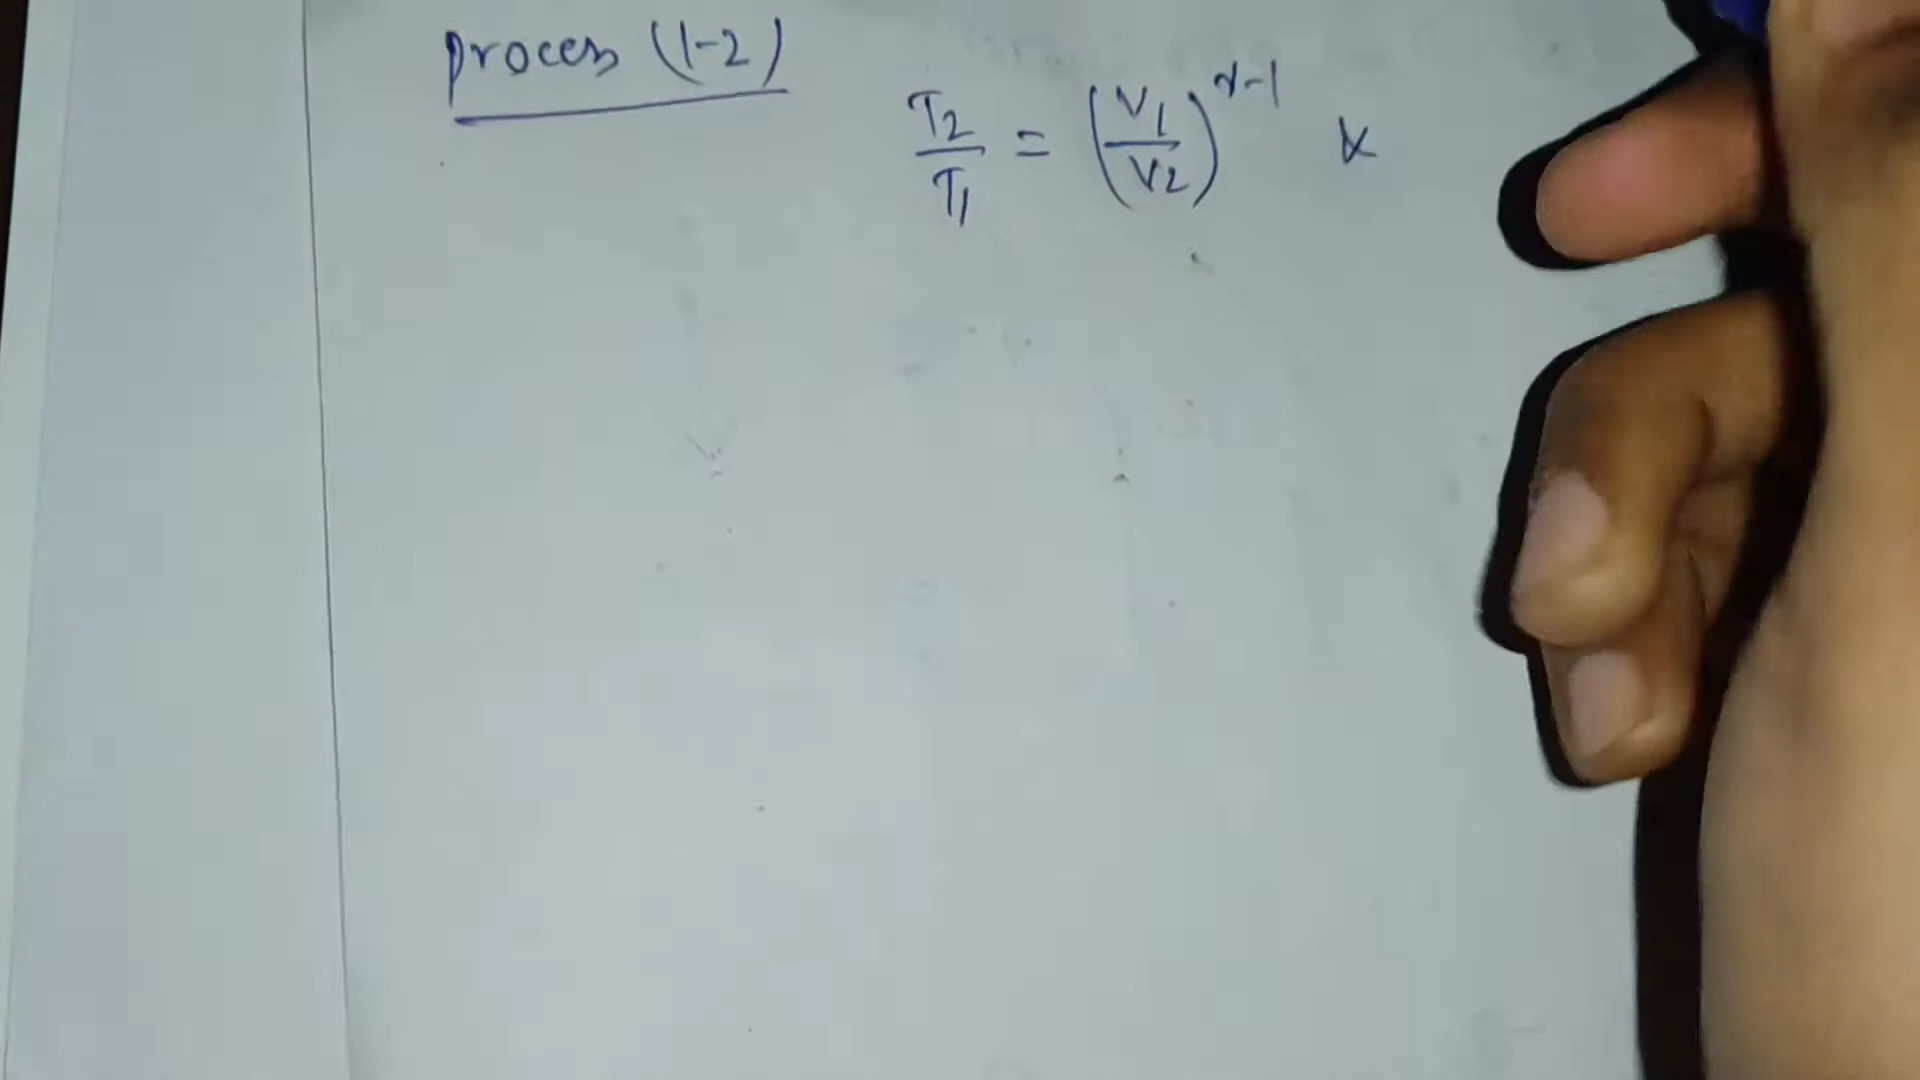 process (1-2)
T2/T1 = (V1/V2)^γ-1 x